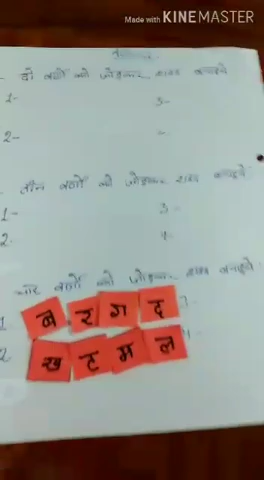 Made with KINEMASTER
दो वर्णों को जोड़कर शब्द बनाइये
1- 3-
2-
तीन वर्णों को जोड़कर शब्द बनाइये
1- 3-
2- 4-
चार वर्णों को जोड़कर शब्द बनाइये
1 ब र ग द
2 ख ट म ल